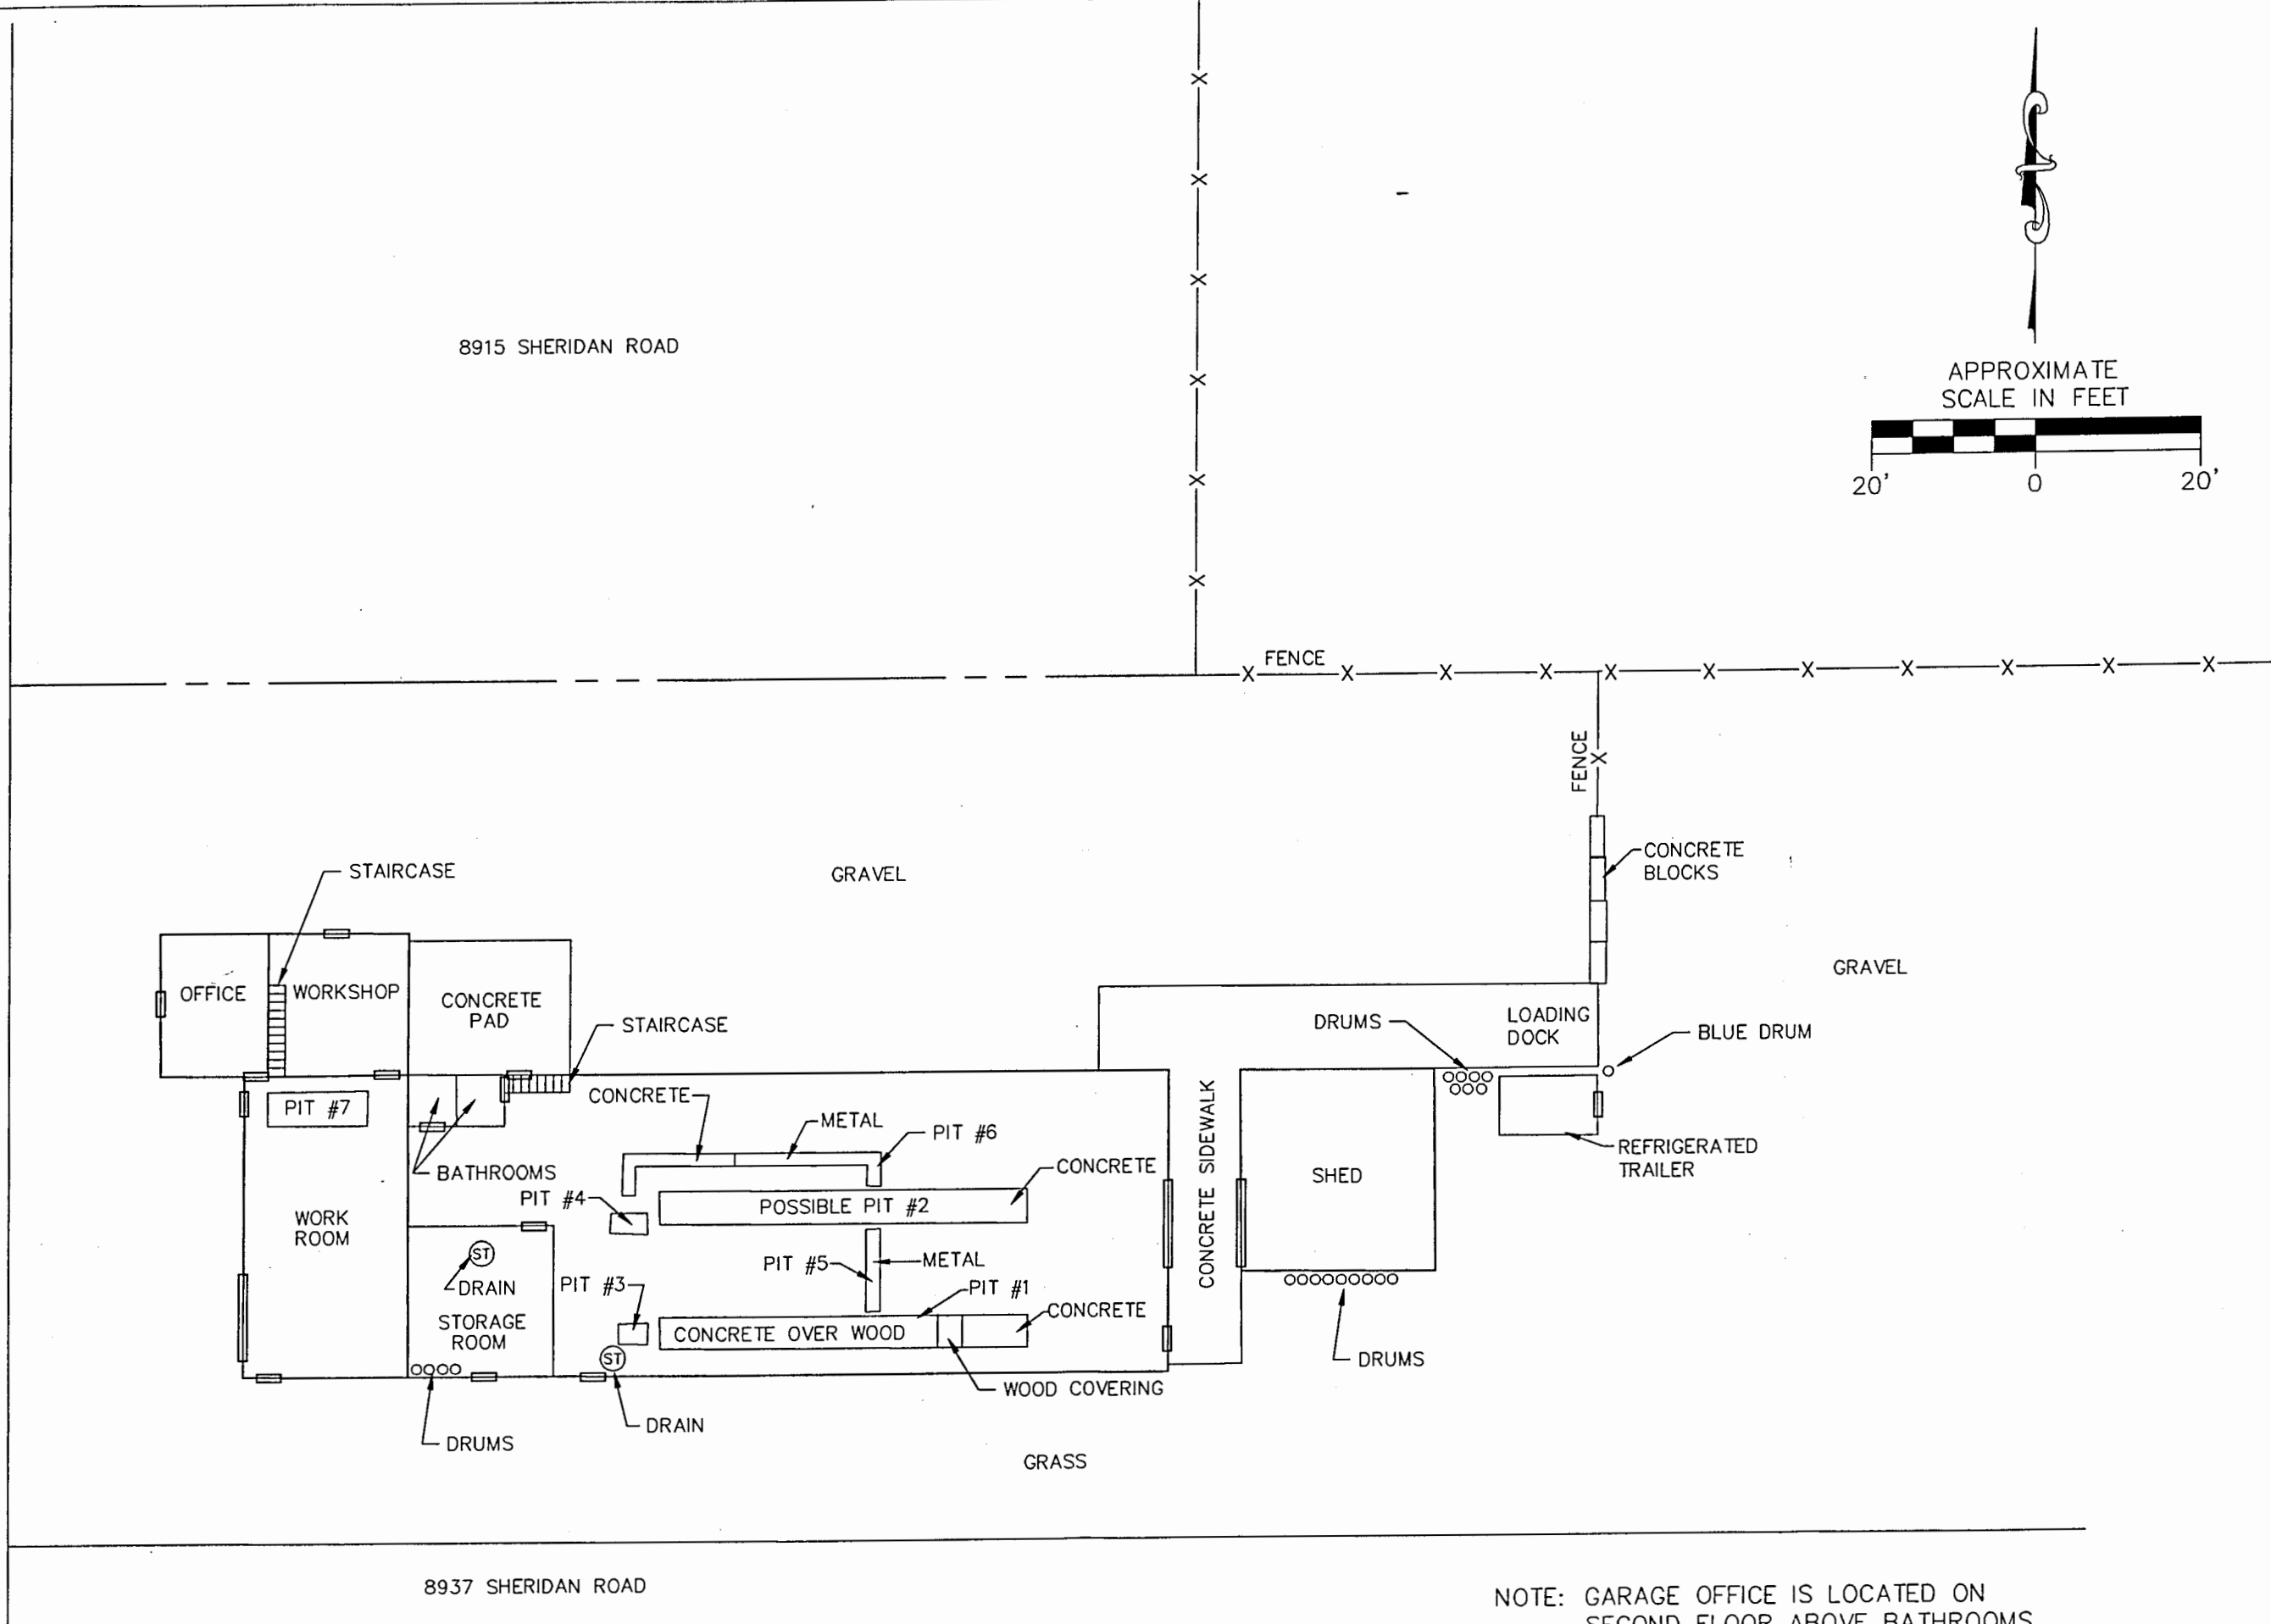 8915 SHERIDAN ROAD
APPROXIMATE
SCALE IN FEET
20'
0
20'
FENCE
FENCE
CONCRETE
BLOCKS
STAIRCASE
GRAVEL
GRAVEL
OFFICE
WORKSHOP
CONCRETE
PAD
STAIRCASE
DRUMS
LOADING
DOCK
BLUE DRUM
PIT #7
CONCRETE
METAL
PIT #6
CONCRETE
CONCRETE SIDEWALK
SHED
REFRIGERATED
TRAILER
BATHROOMS
PIT #4
POSSIBLE PIT #2
WORK
ROOM
ST
DRAIN
PIT #5
METAL
PIT #3
PIT #1
CONCRETE
STORAGE
ROOM
CONCRETE OVER WOOD
ST
DRUMS
WOOD COVERING
DRAIN
DRUMS
GRASS
8937 SHERIDAN ROAD
NOTE: GARAGE OFFICE IS LOCATED ON
SECOND FLOOR ABOVE BATHROOMS